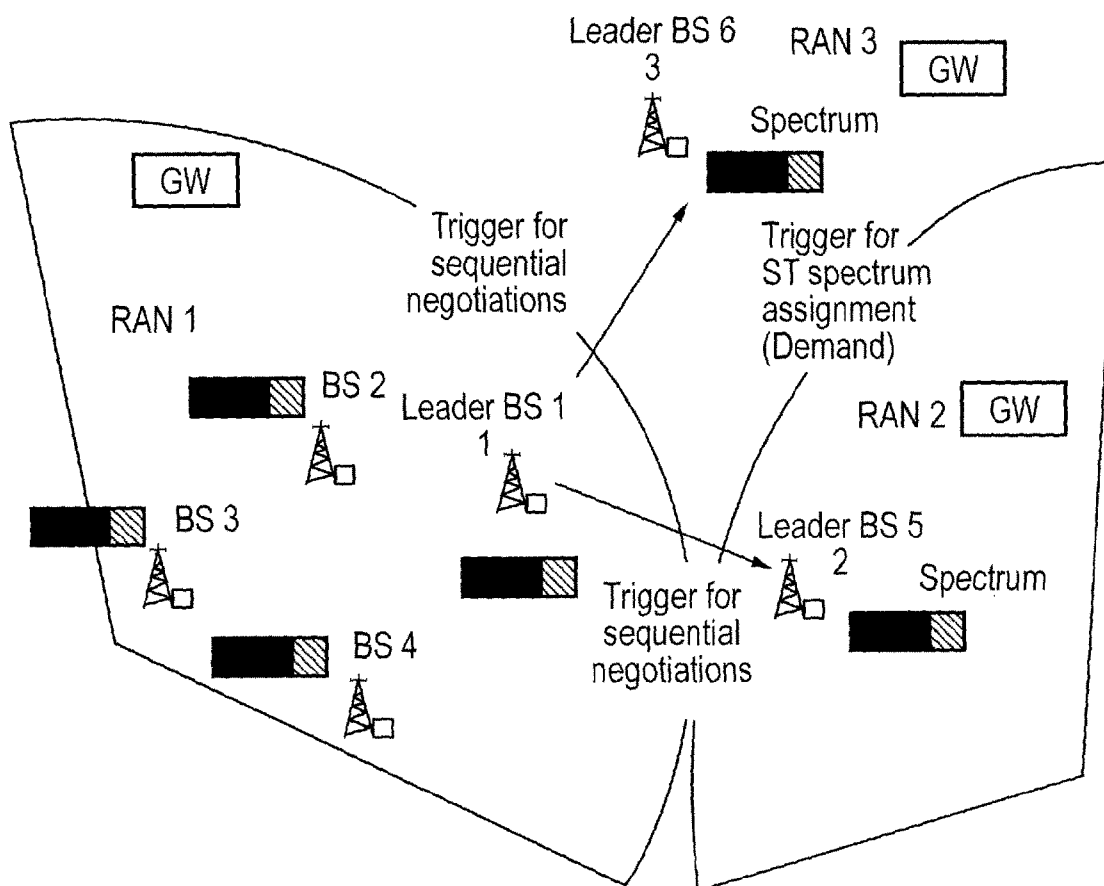 Leader BS 6
3
RAN 3
GW
Spectrum
GW
Trigger for
sequential
negotiations
Trigger for
ST spectrum
assignment
(Demand)
RAN 1
BS 2
Leader BS 1
1
RAN 2
GW
BS 3
Leader BS 5
2
Spectrum
Trigger for
sequential
negotiations
BS 4